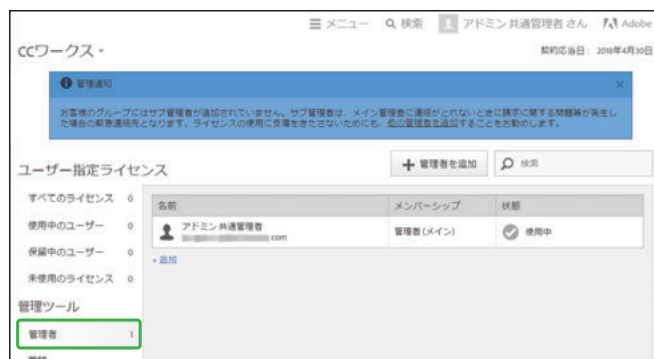 メニュー 検索 アドミン 共通管理者 さん Adobe
CCワークス
契約応当日: 2018年4月30日
管理通知 ×
お客様のグループにはサブ管理者が追加されていません。サブ管理者は、メイン管理者に連絡がとれないときに請求に関する問題等が発生し
た場合の緊急連絡先となります。ライセンスの使用に支障をきたさないためにも、他の管理者を追加することをお勧めします。
ユーザー指定ライセンス
+ 管理者を追加 検索
すべてのライセンス 0
使用中のユーザー 0
保留中のユーザー 0
未使用のライセンス 0
管理ツール
管理者 1
名前 メンバーシップ 状態
アドミン 共通管理者 管理者 (メイン) 使用中
com
+ 追加